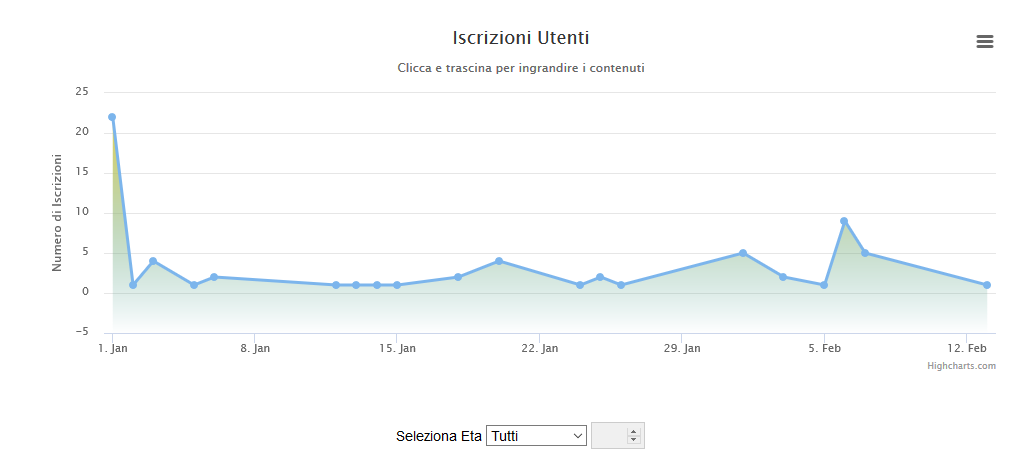 Iscrizioni Utenti
Clicca e trascina per ingrandire i contenuti
Numero di Iscrizioni
25
20
15
10
5
0
−5
1. Jan
8. Jan
15. Jan
22. Jan
29. Jan
5. Feb
12. Feb
Highcharts.com
Seleziona Eta Tutti